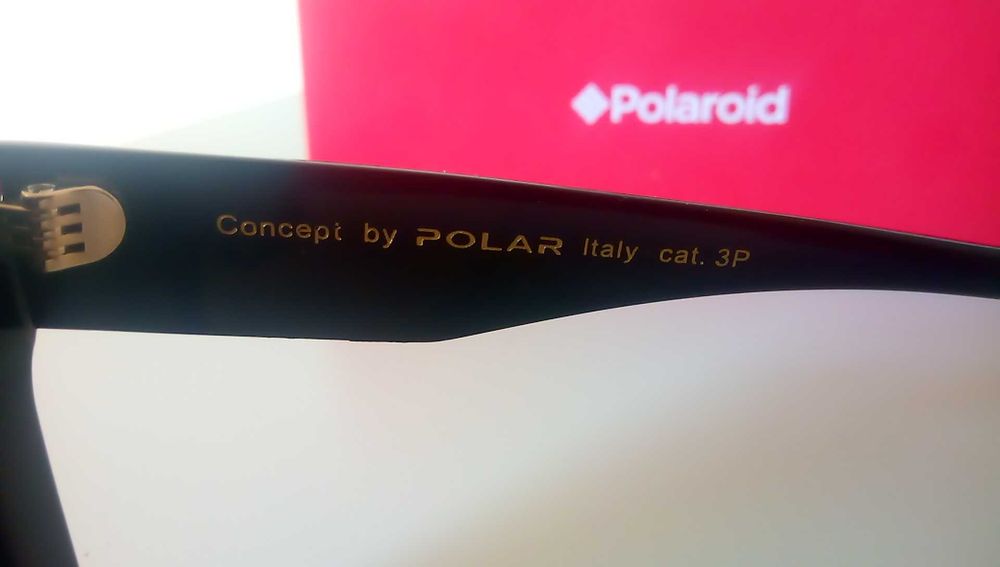 Polaroid
Concept by POLAR Italy cat. 3P